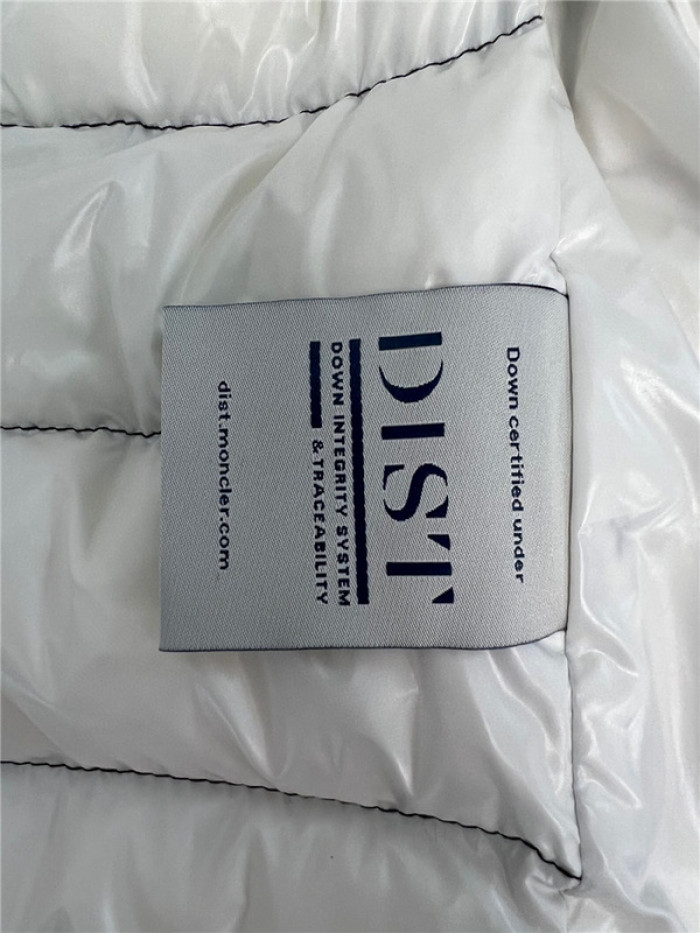 Down certified under
DIST
DOWN INTEGRITY SYSTEM
& TRACEABILITY
dist.moncler.com